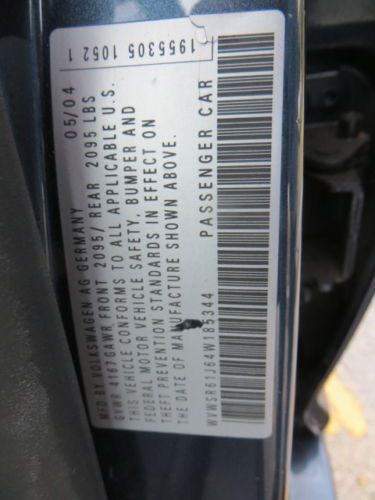 1955305 1052 1
MFD BY VOLKSWAGEN AG GERMANY 05/04
GVWR 4167GAWR FRONT 2095/ REAR 2095 LBS
THIS VEHICLE CONFORMS TO ALL APPLICABLE U.S.
FEDERAL MOTOR VEHICLE SAFETY, BUMPER AND
THEFT PREVENTION STANDARDS IN EFFECT ON
THE DATE OF MANUFACTURE SHOWN ABOVE.
WVWSR61J64W185344 PASSENGER CAR